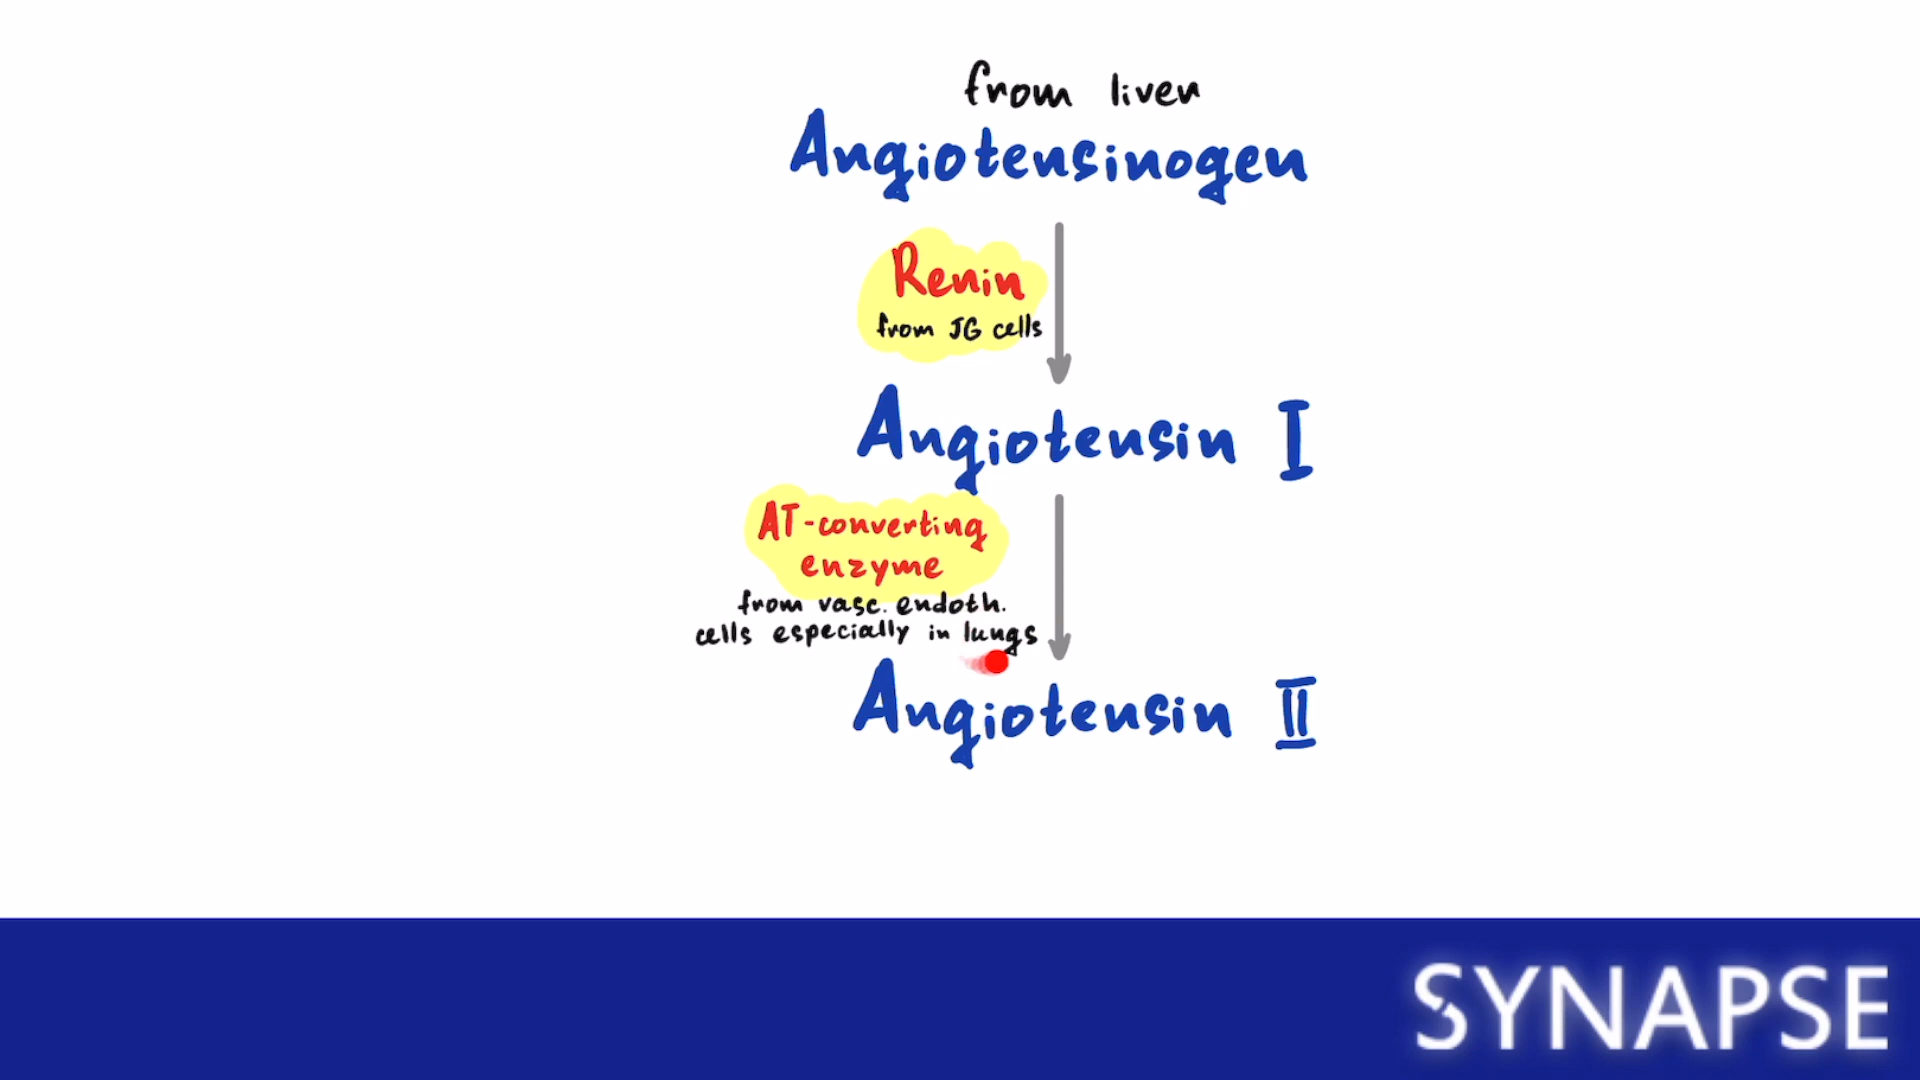 from liver
Angiotensinogen
Renin
from JG cells
Angiotensin I
AT-converting
enzyme
from vasc. endoth.
cells especially in lungs
Angiotensin II
SYNAPSE